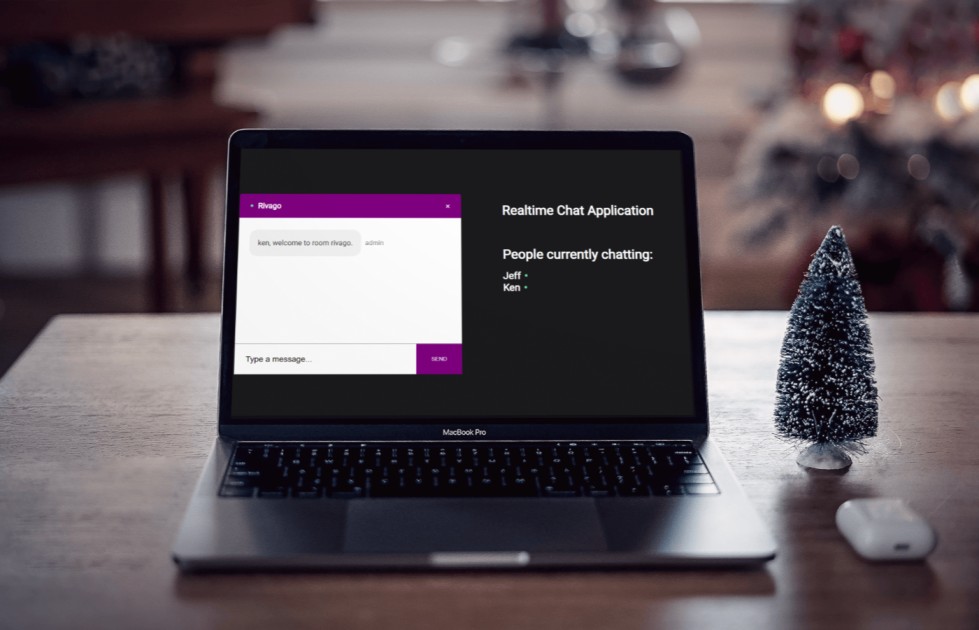 Rivago
×
ken, welcome to room rivago.
admin
Type a message...
SEND
Realtime Chat Application
People currently chatting:
Jeff
Ken
MacBook Pro